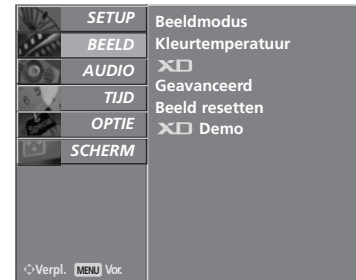 SETUP
BEELD
AUDIO
TIJD
OPTIE
SCHERM
Beeldmodus
Kleurtemperatuur
XD
Geavanceerd
Beeld resetten
XD Demo
Verpl. MENU Vor.